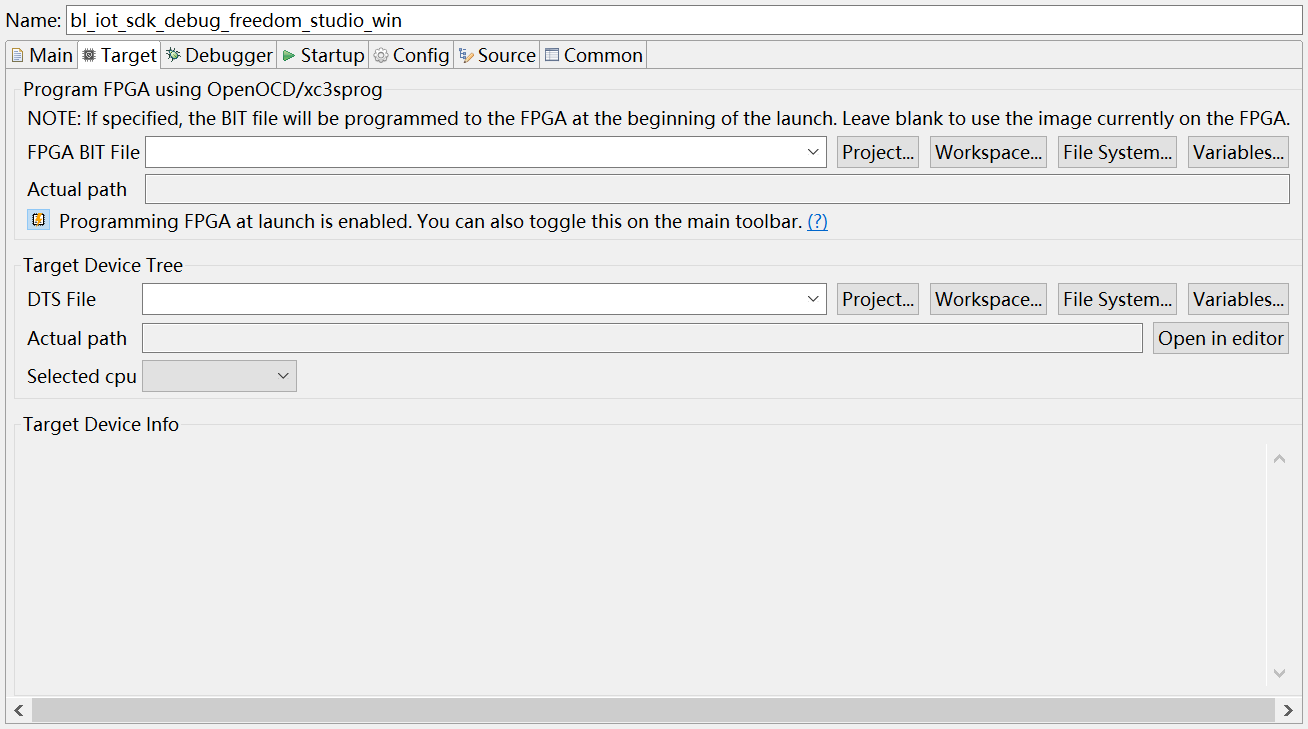 Name: bl_iot_sdk_debug_freedom_studio_win
Main Target Debugger Startup Config Source Common
Program FPGA using OpenOCD/xc3sprog
NOTE: If specified, the BIT file will be programmed to the FPGA at the beginning of the launch. Leave blank to use the image currently on the FPGA.
FPGA BIT File Project... Workspace... File System... Variables...
Actual path
Programming FPGA at launch is enabled. You can also toggle this on the main toolbar. (?)
Target Device Tree
DTS File Project... Workspace... File System... Variables...
Actual path Open in editor
Selected cpu
Target Device Info